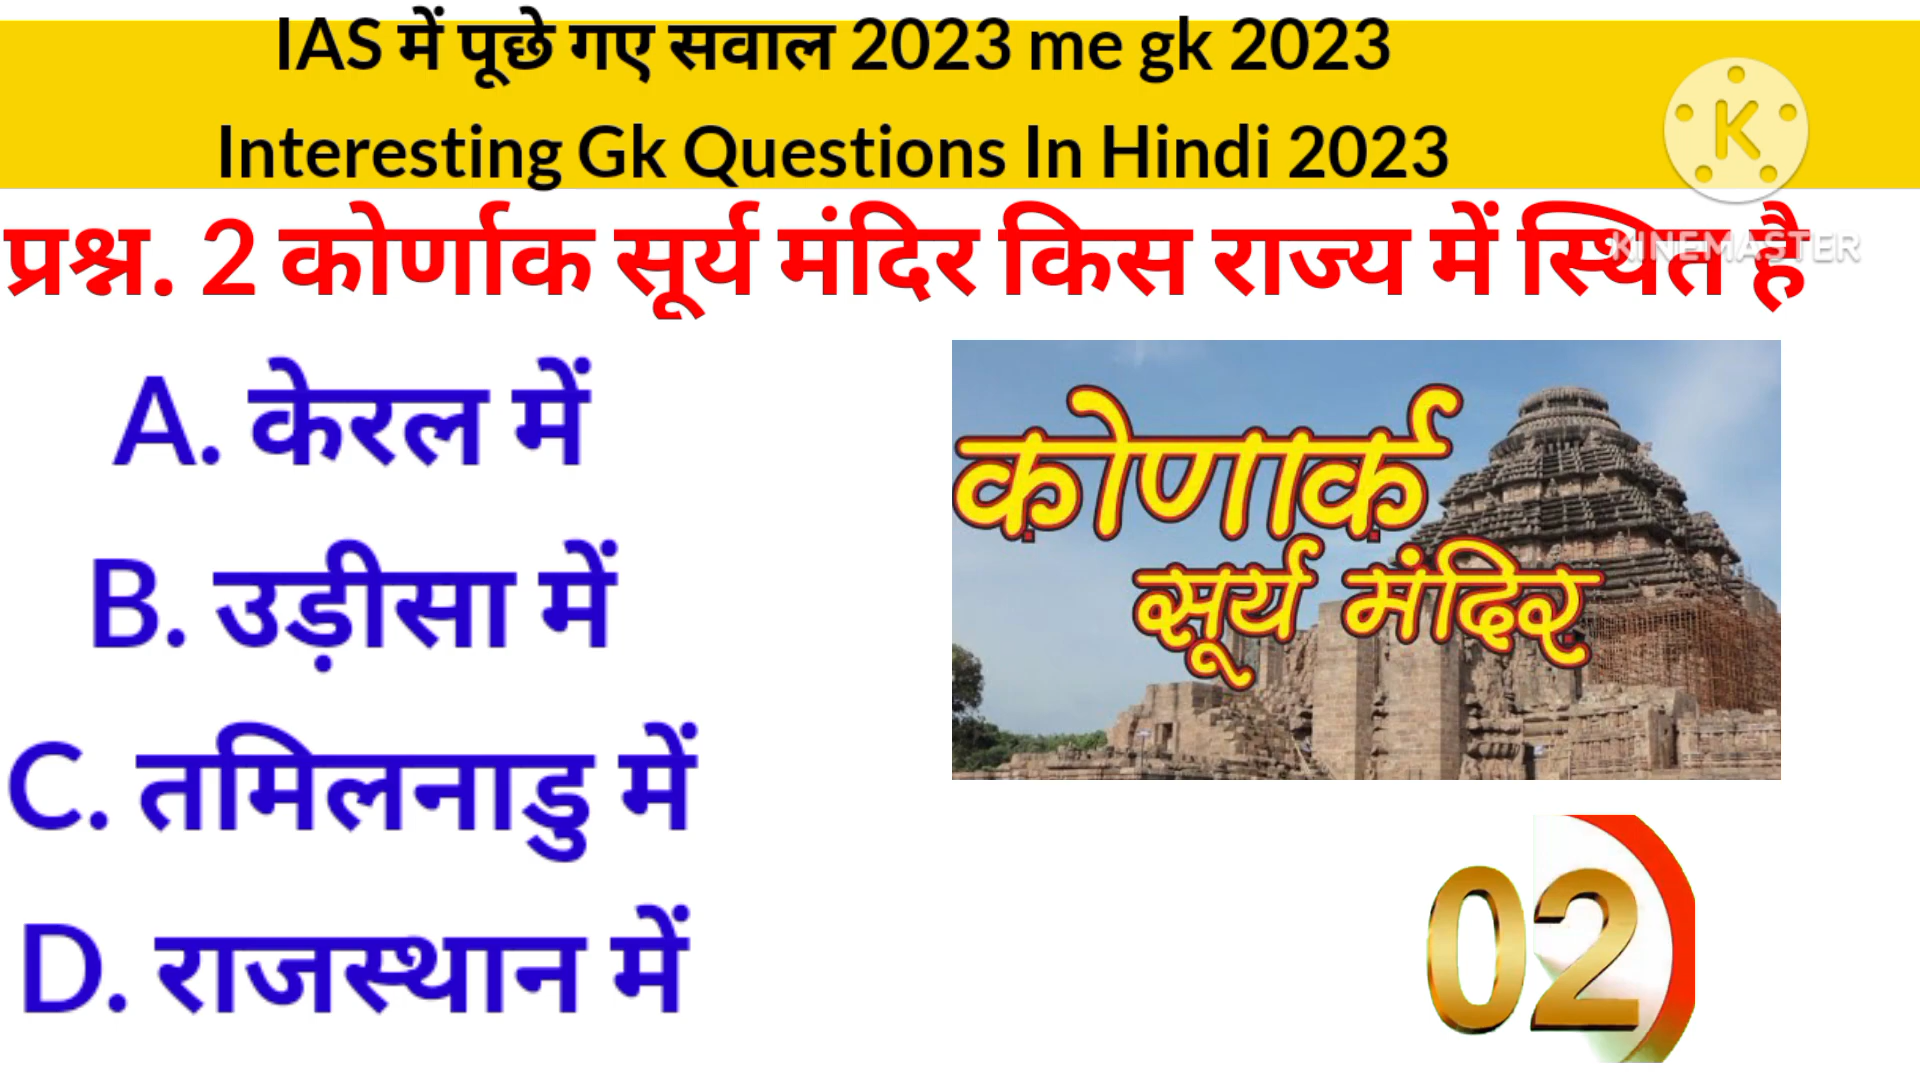 IAS में पूछे गए सवाल 2023 me gk 2023
Interesting Gk Questions In Hindi 2023
K
KINEMASTER
प्रश्न. 2 कोर्णाक सूर्य मंदिर किस राज्य में स्थित है
A. केरल में
B. उड़ीसा में
C. तमिलनाडु में
D. राजस्थान में
क़ोणार्क़
सूर्य मंदिर
02